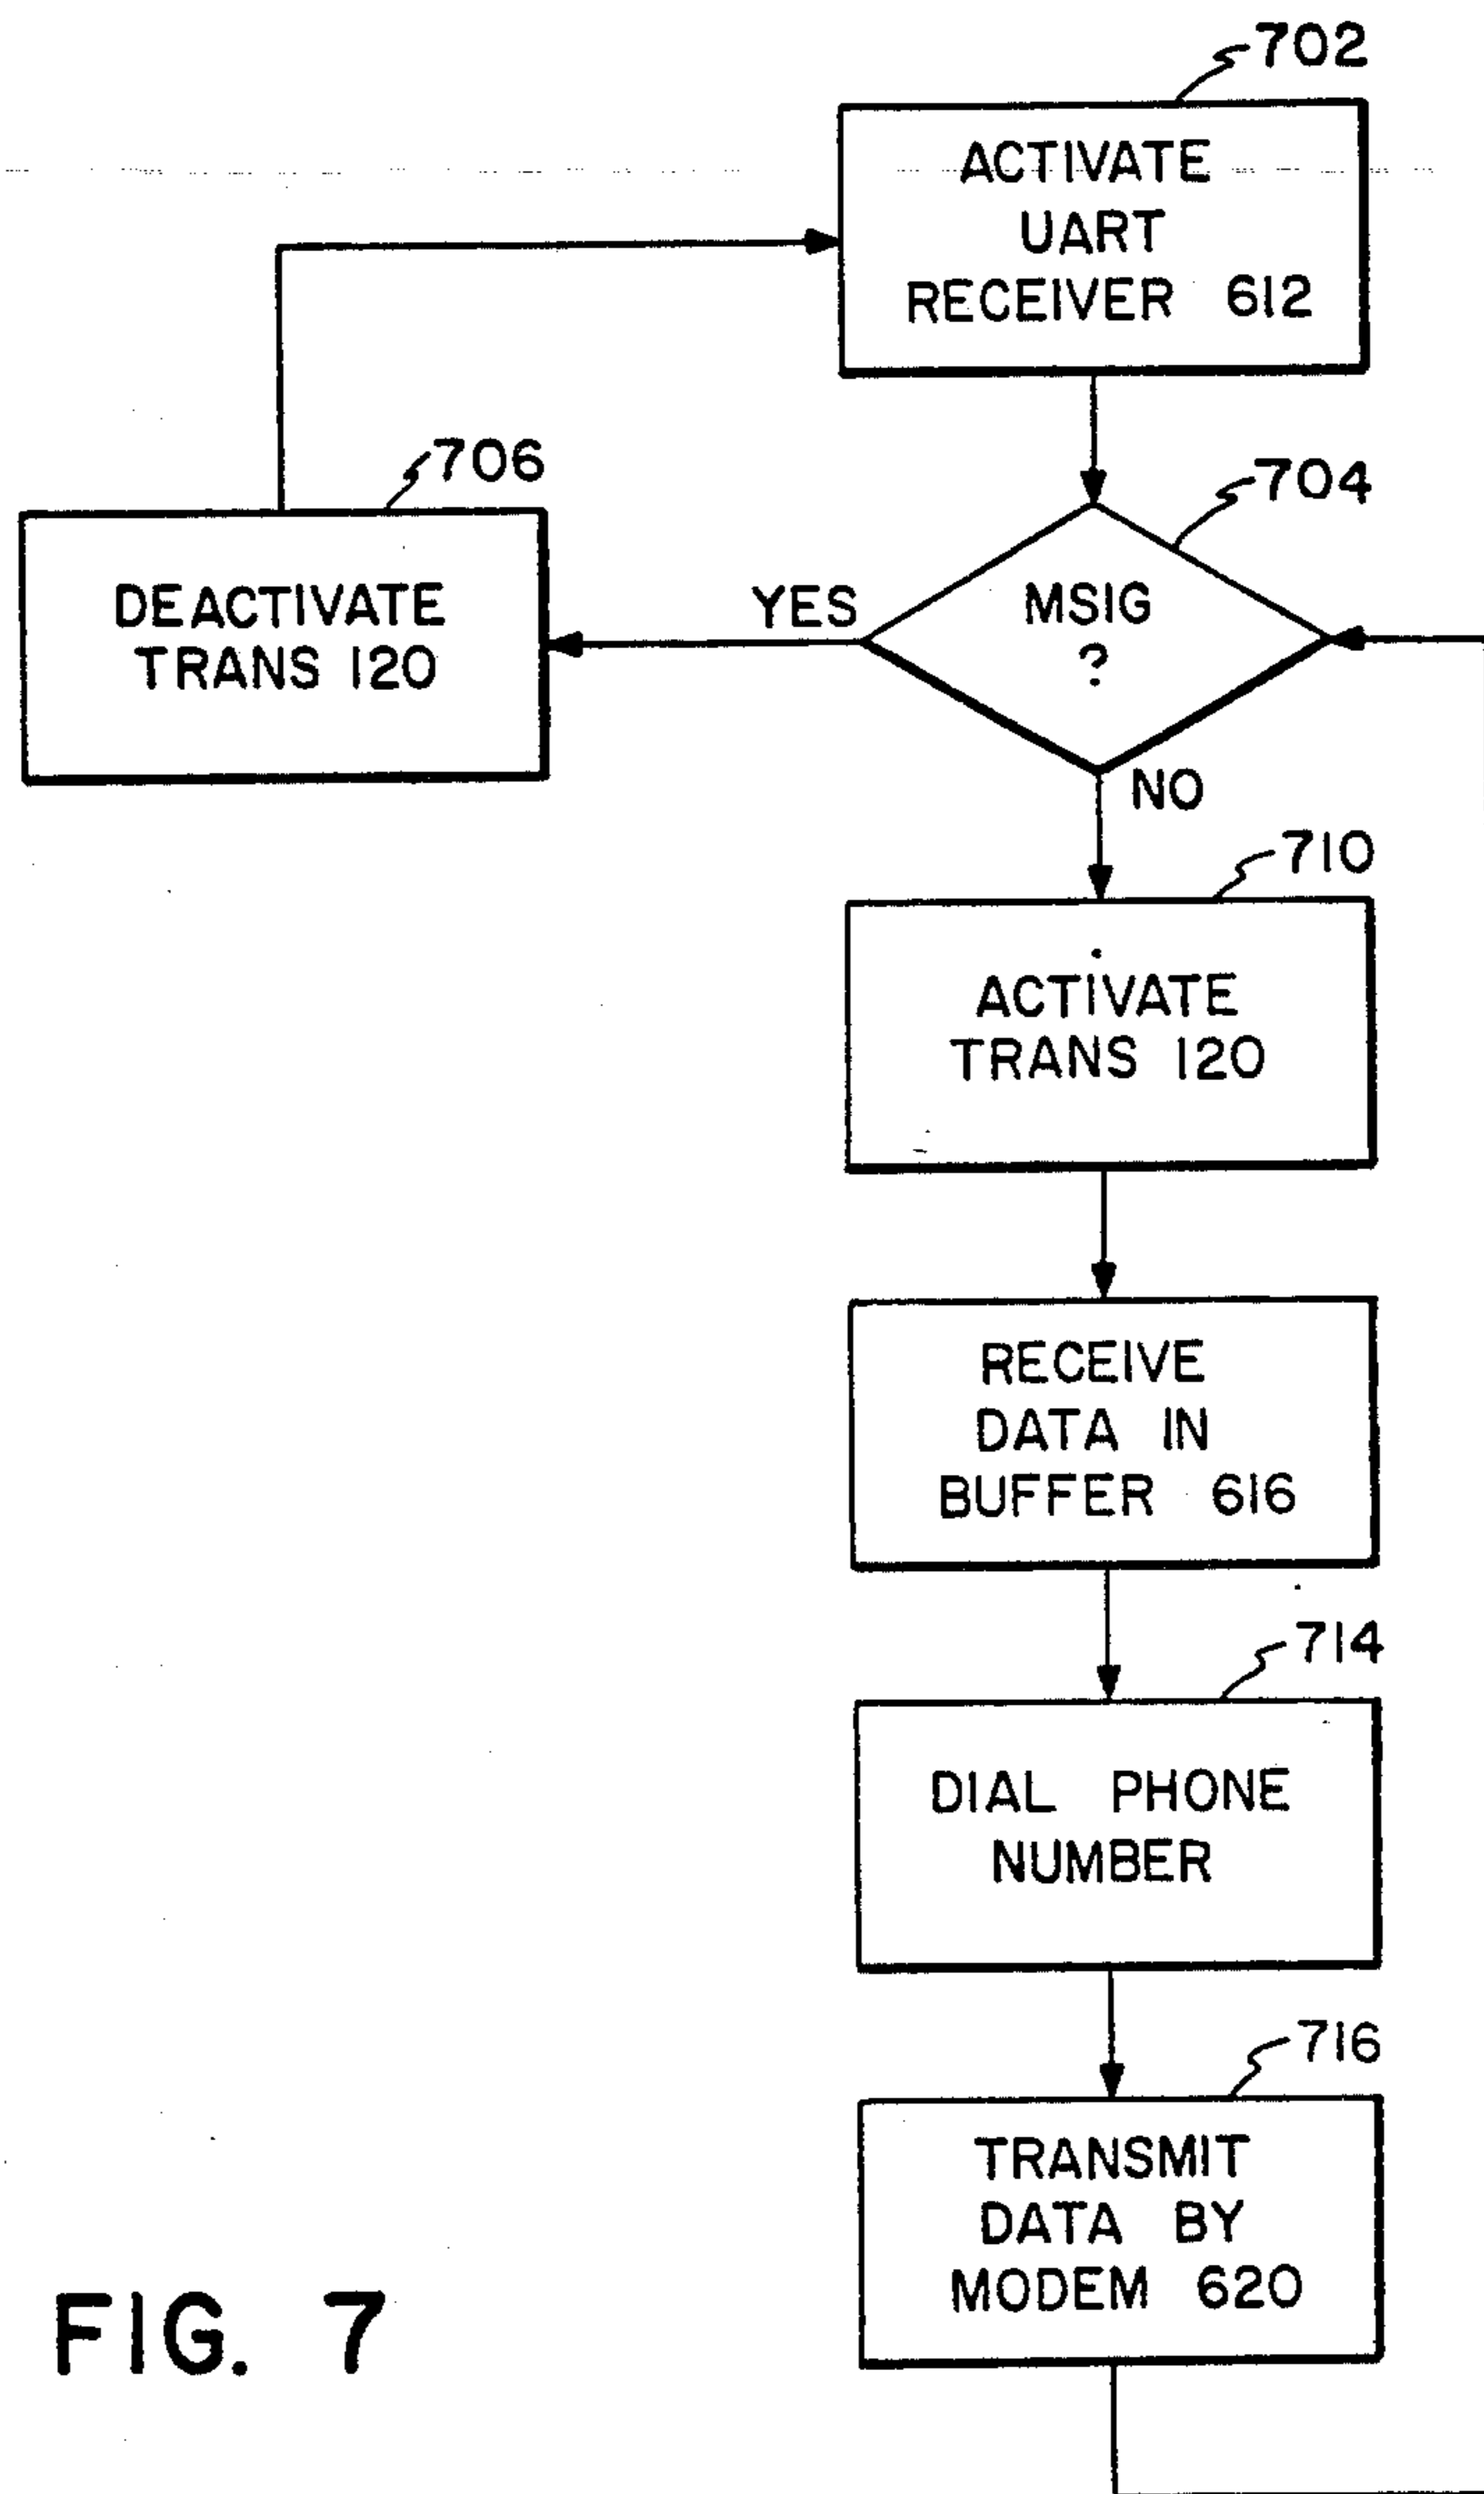 702
ACTIVATE
UART
RECEIVER 612
706
704
DEACTIVATE
TRANS 120
YES
MSIG
?
NO
710
ACTIVATE
TRANS 120
RECEIVE
DATA IN
BUFFER 616
714
DIAL PHONE
NUMBER
716
TRANSMIT
DATA BY
MODEM 620
FIG. 7